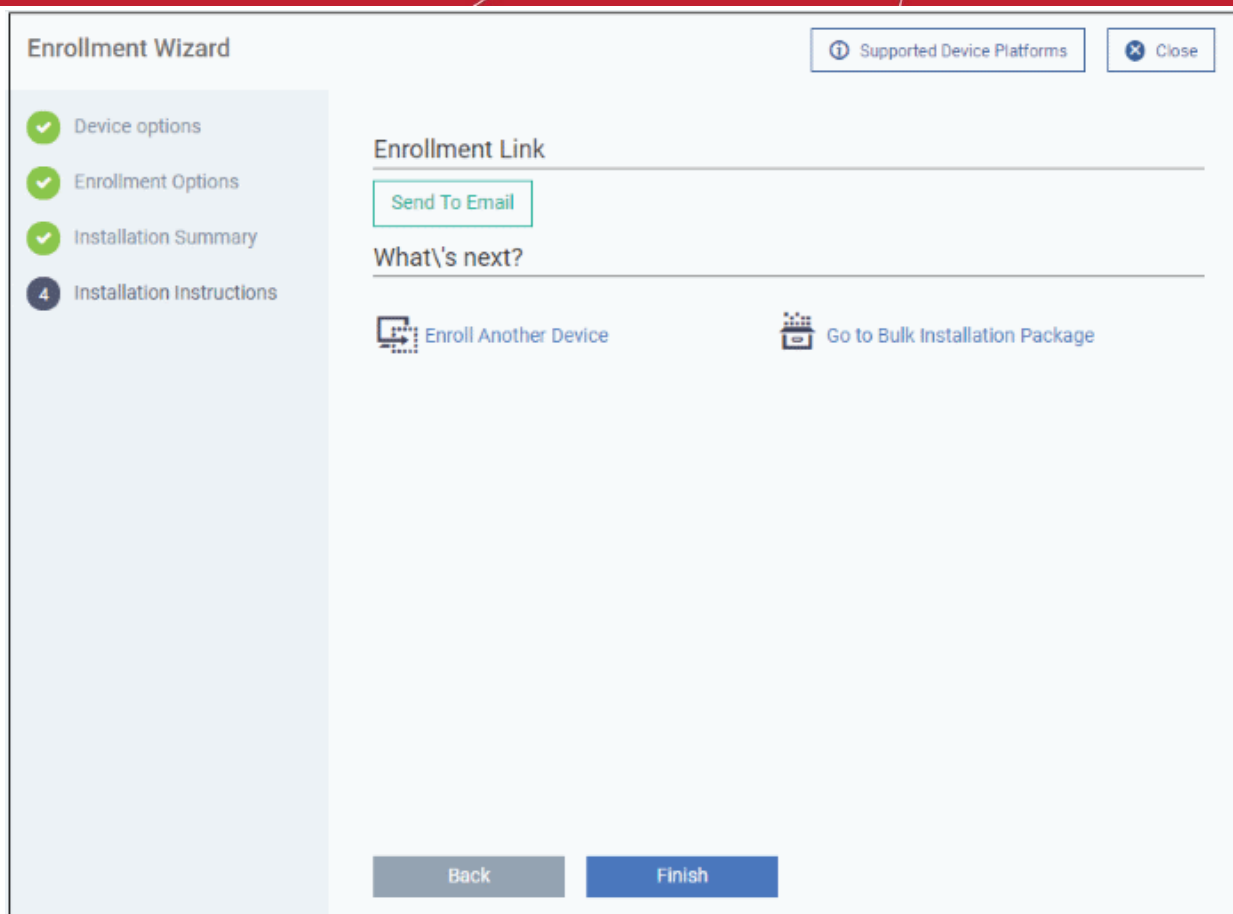 Enrollment Wizard
Supported Device Platforms
Close
Device options
Enrollment Options
Installation Summary
4 Installation Instructions
Enrollment Link
Send To Email
What\'s next?
Enroll Another Device
Go to Bulk Installation Package
Back
Finish